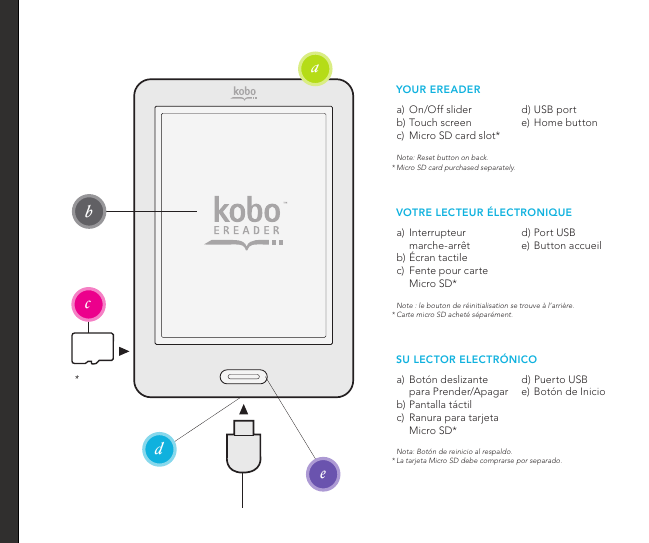 a
kobo
b
kobo™
EREADER
c
*
d
e
YOUR EREADER
a) On/Off slider
b) Touch screen
c) Micro SD card slot*
d) USB port
e) Home button
Note: Reset button on back.
* Micro SD card purchased separately.
VOTRE LECTEUR ÉLECTRONIQUE
a) Interrupteur
marche-arrêt
b) Écran tactile
c) Fente pour carte
Micro SD*
d) Port USB
e) Button accueil
Note : le bouton de réinitialisation se trouve à l'arrière.
* Carte micro SD acheté séparément.
SU LECTOR ELECTRÓNICO
a) Botón deslizante
para Prender/Apagar
b) Pantalla táctil
c) Ranura para tarjeta
Micro SD*
d) Puerto USB
e) Botón de Inicio
Nota: Botón de reinicio al respaldo.
* La tarjeta Micro SD debe comprarse por separado.